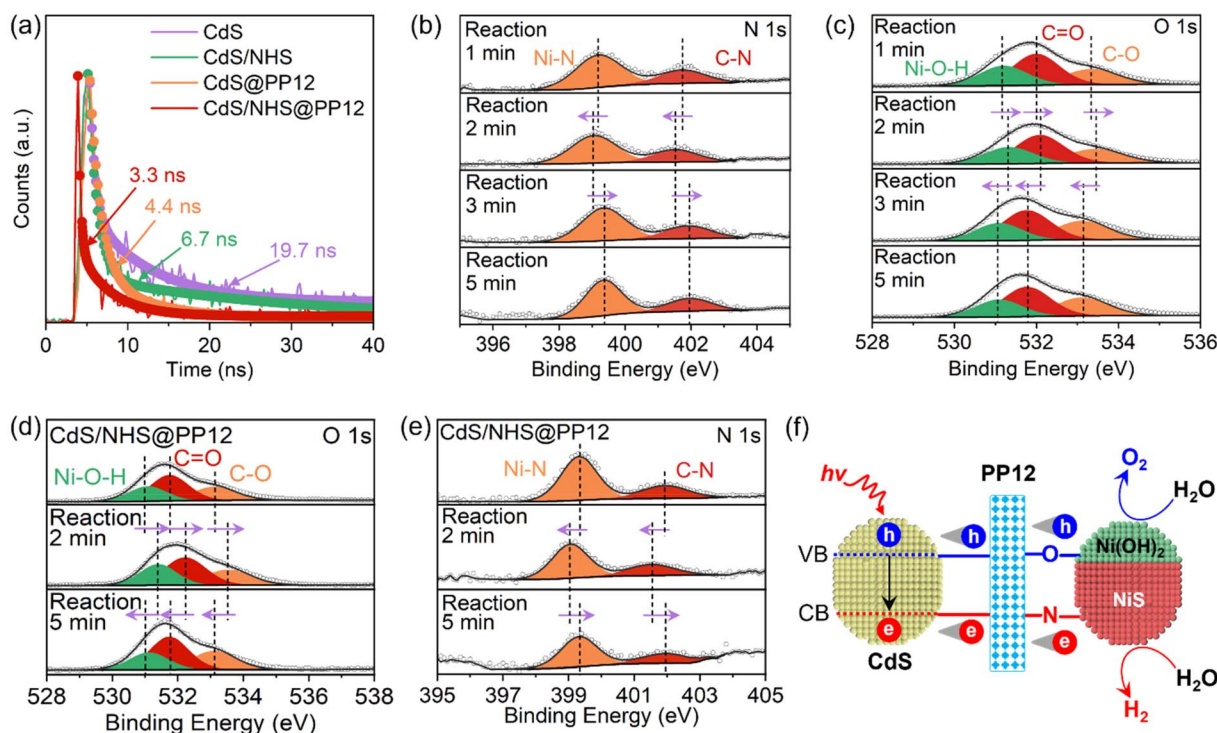 (a)
CdS
CdS/NHS
CdS@PP12
CdS/NHS@PP12
3.3 ns
4.4 ns
6.7 ns
19.7 ns
Counts (a.u.)
0 10 20 30 40
Time (ns)
(b)
Reaction
1 min
N 1s
Ni-N
C-N
Reaction
2 min
Reaction
3 min
Reaction
5 min
396 398 400 402 404
Binding Energy (eV)
(c)
Reaction
1 min
O 1s
C=O
Ni-O-H
C-O
Reaction
2 min
Reaction
3 min
Reaction
5 min
528 530 532 534 536
Binding Energy (eV)
(d)
CdS/NHS@PP12
O 1s
C=O
Ni-O-H
C-O
Reaction
2 min
Reaction
5 min
528 530 532 534 536 538
Binding Energy (eV)
(e)
CdS/NHS@PP12
N 1s
Ni-N
C-N
Reaction
2 min
Reaction
5 min
395 397 399 401 403 405
Binding Energy (eV)
(f)
hν
PP12
O2
H2O
h
h
h
VB
O
Ni(OH)2
NiS
CB
N
e
e
e
CdS
H2O
H2